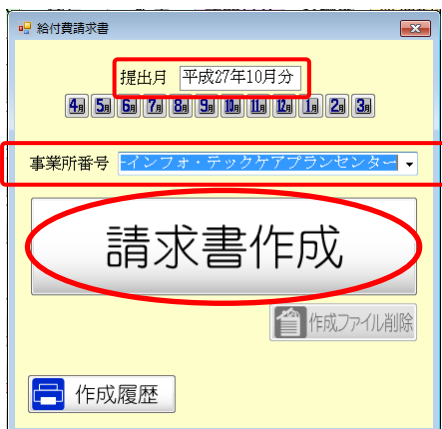 給付費請求書
提出月 平成27年10月分
4月 5月 6月 7月 8月 9月 10月 11月 12月 1月 2月 3月
事業所番号 -インフォ・テックケアプランセンター
請求書作成
作成ファイル削除
作成履歴